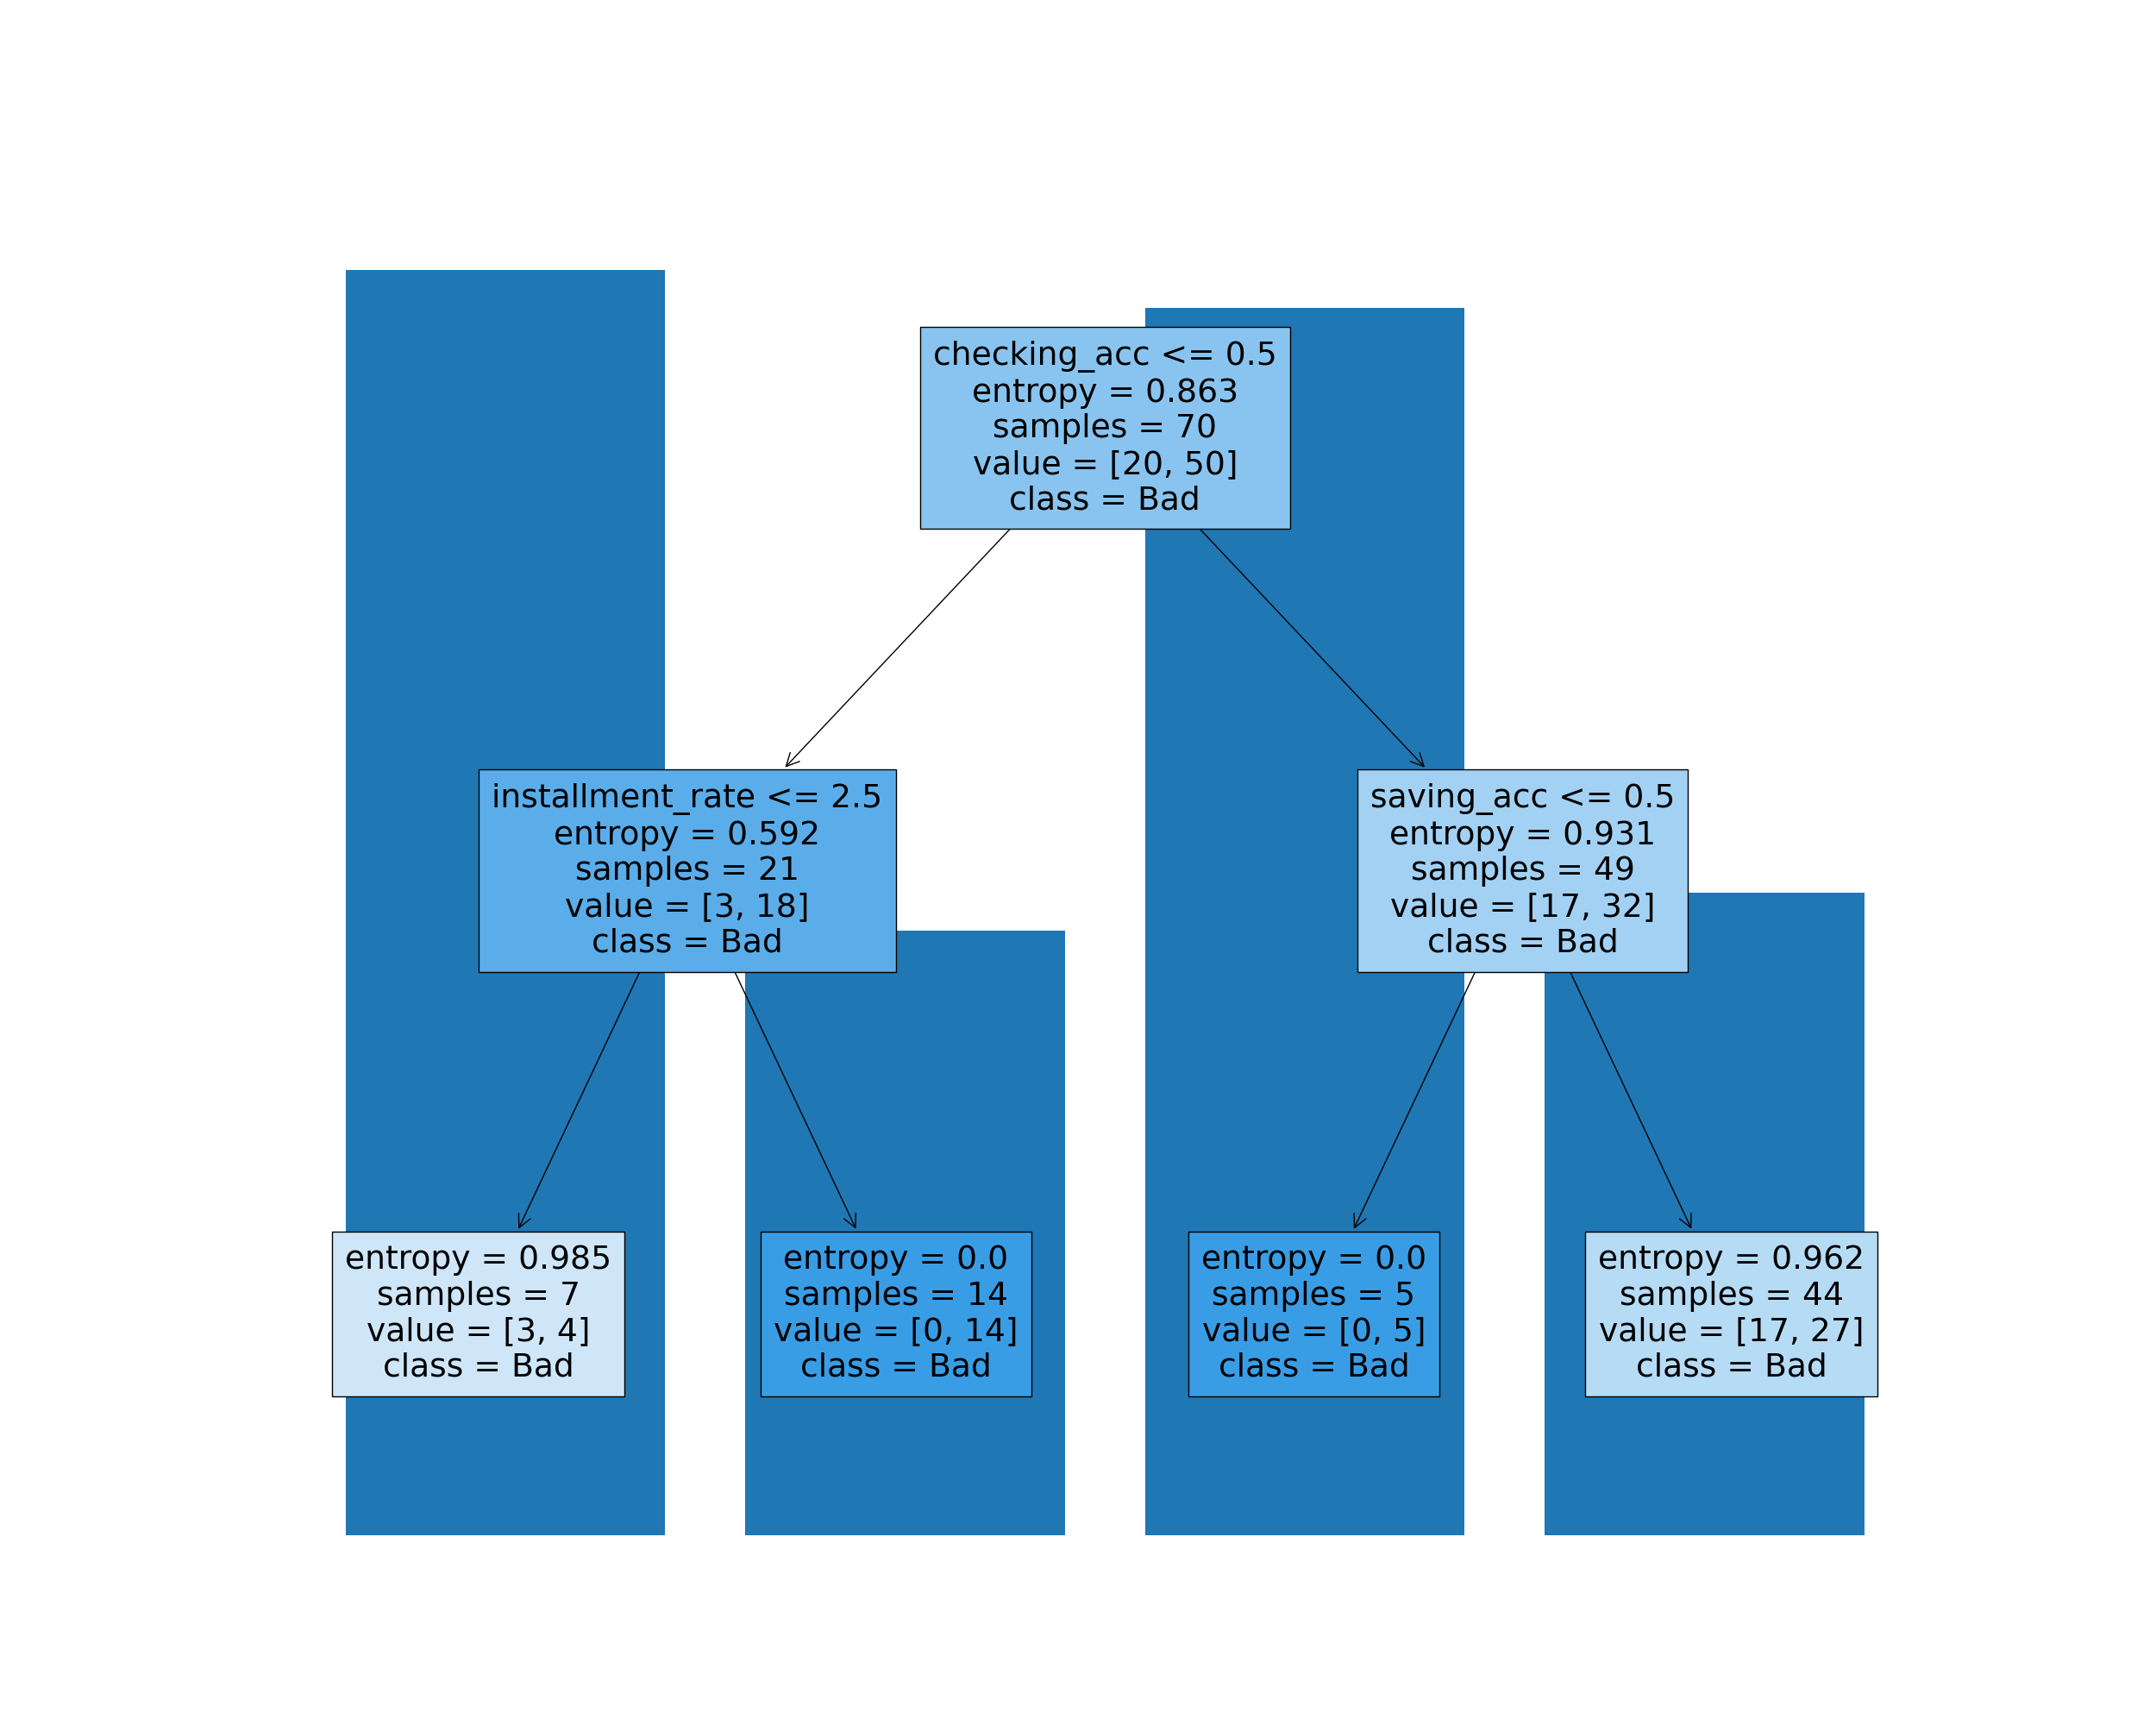 checking_acc <= 0.5
entropy = 0.863
samples = 70
value = [20, 50]
class = Bad
installment_rate <= 2.5
entropy = 0.592
samples = 21
value = [3, 18]
class = Bad
saving_acc <= 0.5
entropy = 0.931
samples = 49
value = [17, 32]
class = Bad
entropy = 0.985
samples = 7
value = [3, 4]
class = Bad
entropy = 0.0
samples = 14
value = [0, 14]
class = Bad
entropy = 0.0
samples = 5
value = [0, 5]
class = Bad
entropy = 0.962
samples = 44
value = [17, 27]
class = Bad